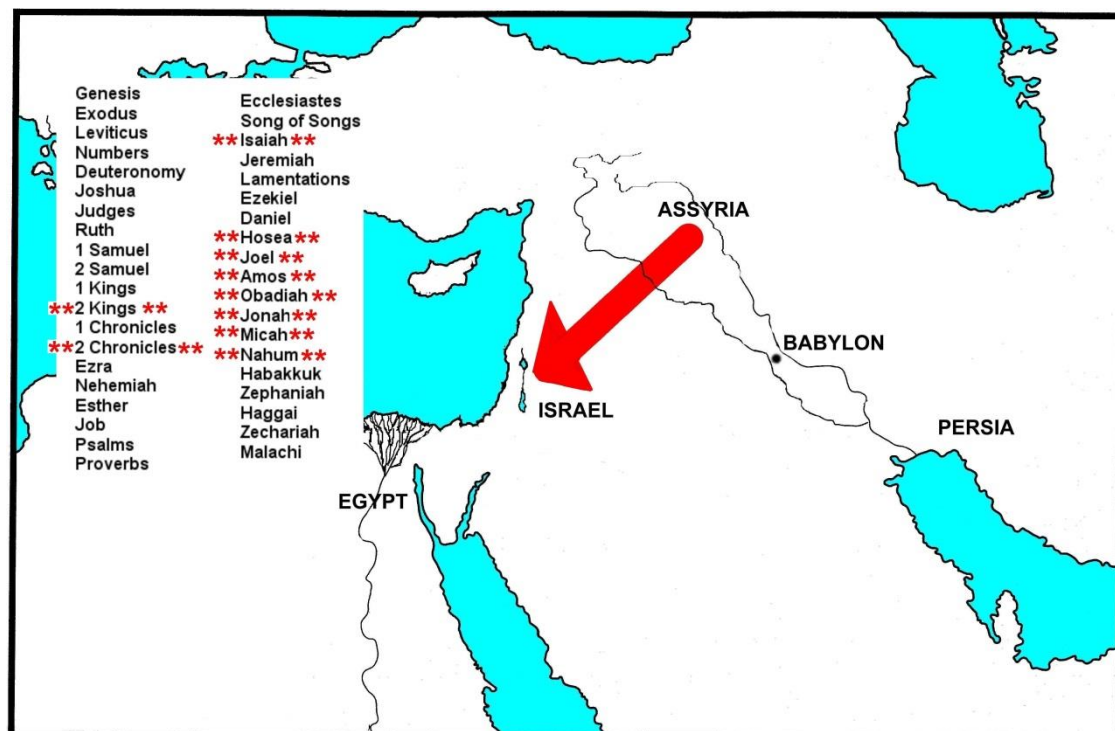 Genesis
Exodus
Leviticus
Numbers
Deuteronomy
Joshua
Judges
Ruth
1 Samuel
2 Samuel
1 Kings
**2 Kings **
1 Chronicles
**2 Chronicles**
Ezra
Nehemiah
Esther
Job
Psalms
Proverbs
Ecclesiastes
Song of Songs
**Isaiah **
Jeremiah
Lamentations
Ezekiel
Daniel
**Hosea **
**Joel **
**Amos **
**Obadiah **
**Jonah **
**Micah **
**Nahum **
Habakkuk
Zephaniah
Haggai
Zechariah
Malachi
ASSYRIA
BABYLON
ISRAEL
PERSIA
EGYPT